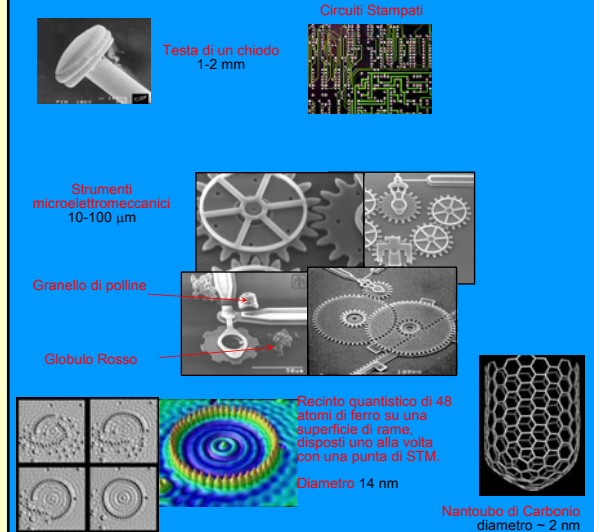 Circuiti Stampati
Testa di un chiodo
1-2 mm
Strumenti
microelettromeccanici
10-100 μm
Granello di polline
Globulo Rosso
Recinto quantistico di 48
atomi di ferro su una
superficie di rame,
disposti uno alla volta
con una punta di STM.
Diametro 14 nm
Nantoubo di Carbonio
diametro ~ 2 nm